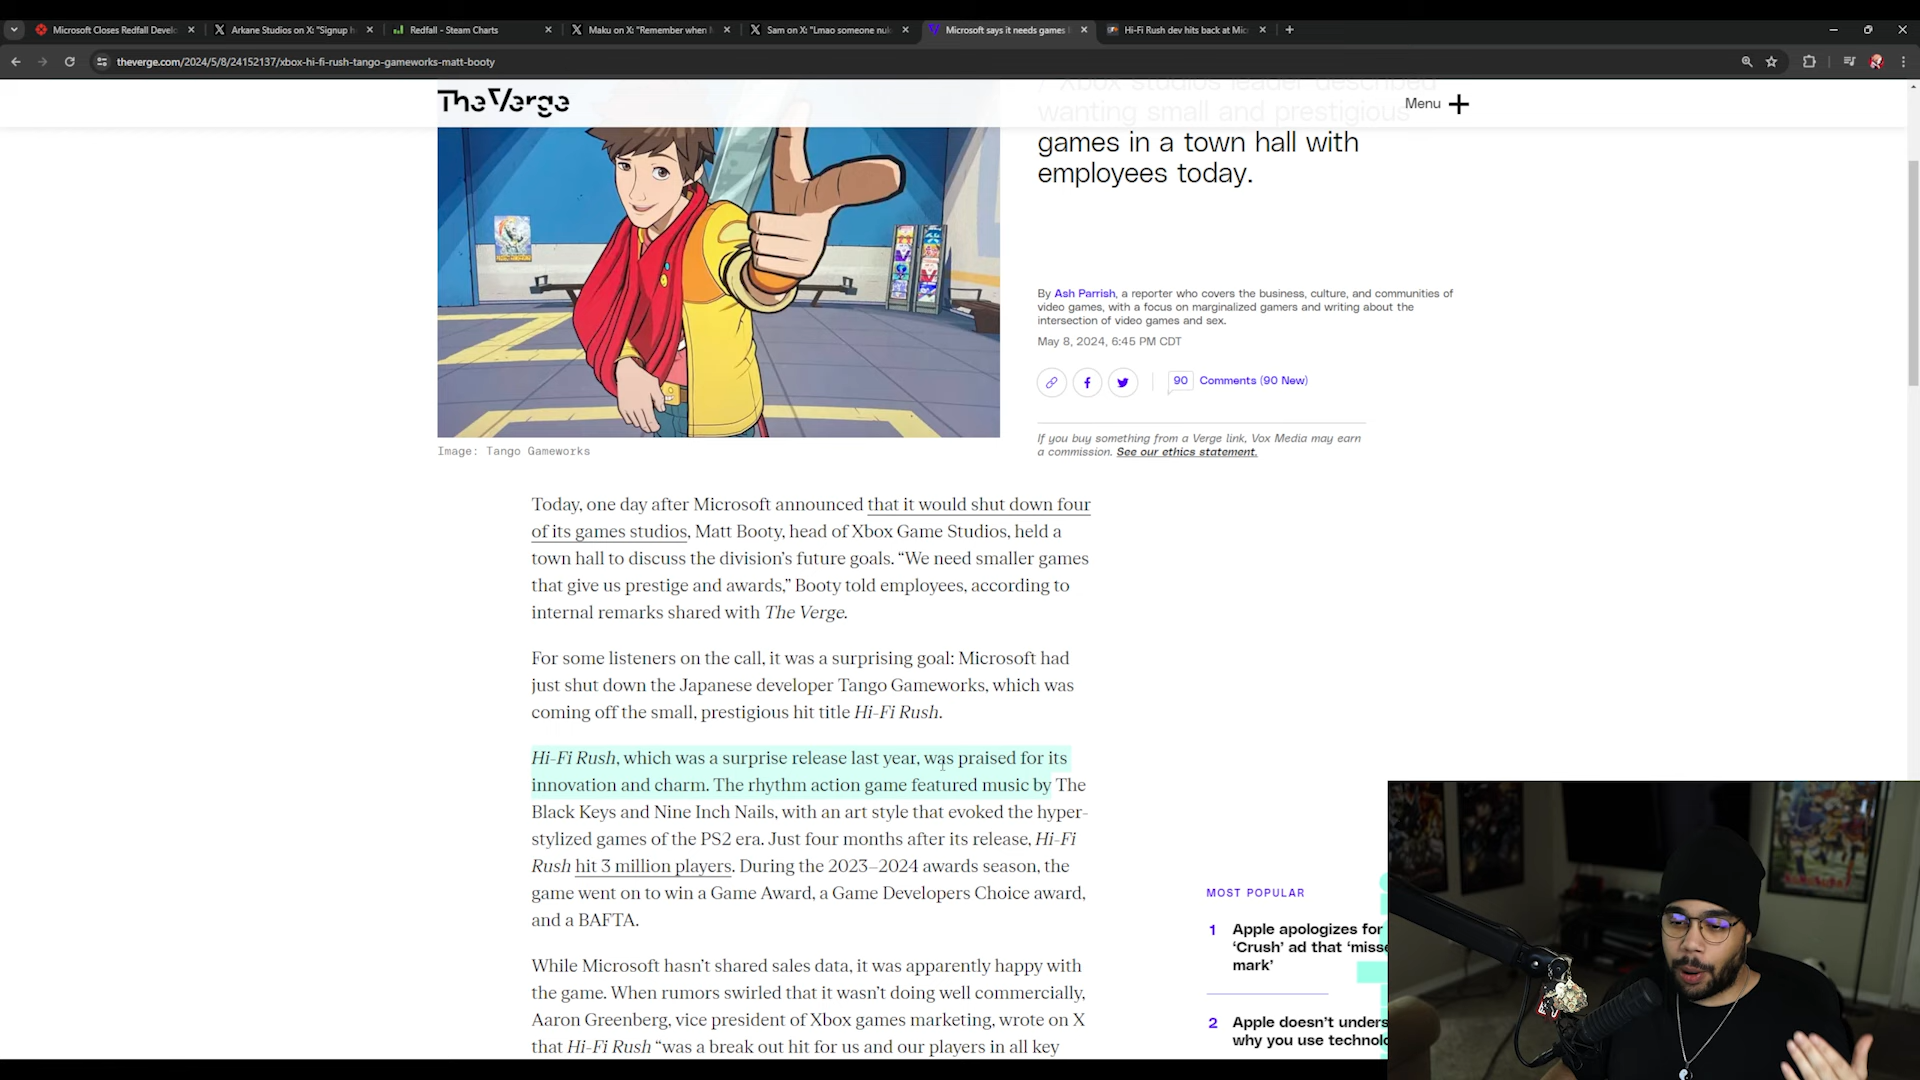 Microsoft Closes Redfall Develo
Arkane Studios on X: "Signup h
Redfall - Steam Charts
Maku on X: "Remember when
Sam on X: "Lmao someone nuk
Microsoft says it needs games l
Hi-Fi Rush dev hits back at Mic
theverge.com/2024/5/8/24152137/xbox-hi-fi-rush-tango-gameworks-matt-booty
The Verge
Menu
/ Xbox studios leader described
wanting small and prestigious
games in a town hall with
employees today.
By Ash Parrish, a reporter who covers the business, culture, and communities of
video games, with a focus on marginalized gamers and writing about the
intersection of video games and sex.
May 8, 2024, 6:45 PM CDT
90 Comments (90 New)
If you buy something from a Verge link, Vox Media may earn
a commission. See our ethics statement.
Image: Tango Gameworks
Today, one day after Microsoft announced that it would shut down four
of its games studios, Matt Booty, head of Xbox Game Studios, held a
town hall to discuss the division’s future goals. “We need smaller games
that give us prestige and awards,” Booty told employees, according to
internal remarks shared with The Verge.
For some listeners on the call, it was a surprising goal: Microsoft had
just shut down the Japanese developer Tango Gameworks, which was
coming off the small, prestigious hit title Hi-Fi Rush.
Hi-Fi Rush, which was a surprise release last year, was praised for its
innovation and charm. The rhythm action game featured music by The
Black Keys and Nine Inch Nails, with an art style that evoked the hyper-
stylized games of the PS2 era. Just four months after its release, Hi-Fi
Rush hit 3 million players. During the 2023–2024 awards season, the
game went on to win a Game Award, a Game Developers Choice award,
and a BAFTA.
While Microsoft hasn’t shared sales data, it was apparently happy with
the game. When rumors swirled that it wasn’t doing well commercially,
Aaron Greenberg, vice president of Xbox games marketing, wrote on X
that Hi-Fi Rush “was a break out hit for us and our players in all key
MOST POPULAR
1 Apple apologizes for
‘Crush’ ad that ‘misse
mark’
2 Apple doesn’t unders
why you use technolo